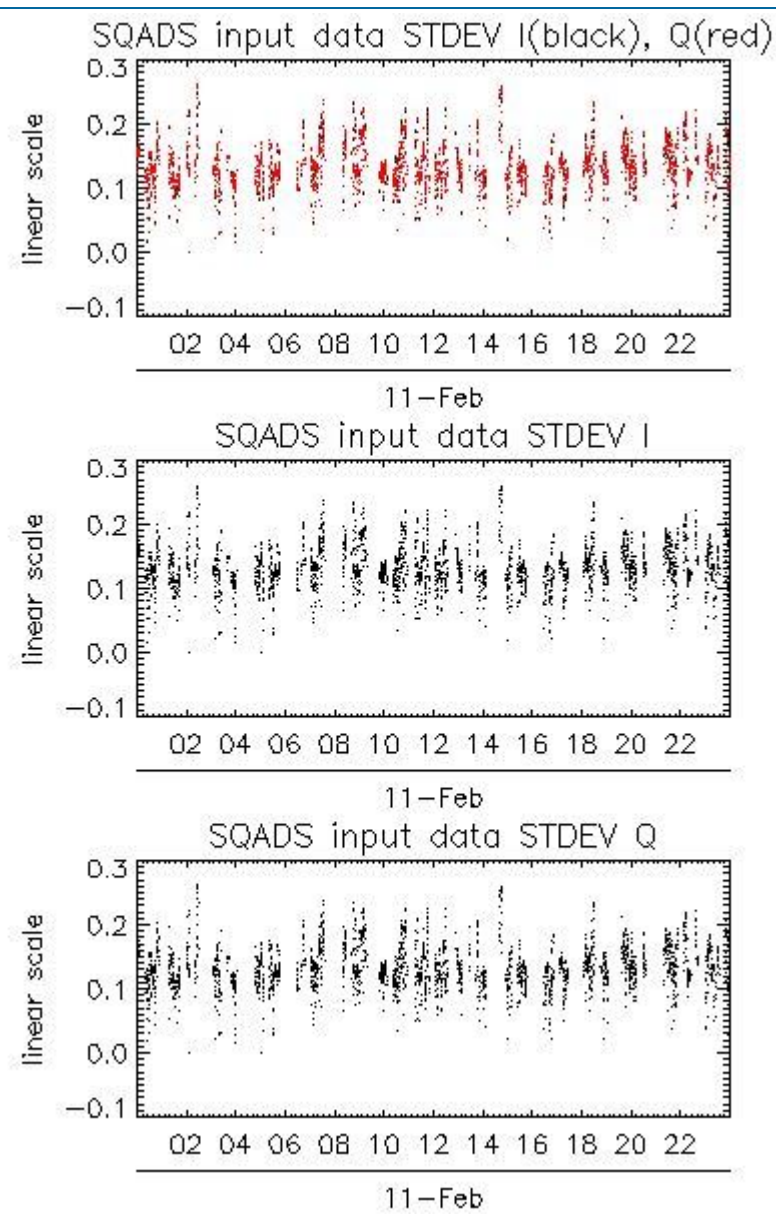 SQADS input data STDEV I(black), Q(red)
0.3
0.2
0.1
0.0
−0.1
linear scale
02 04 06 08 10 12 14 16 18 20 22
11−Feb
SQADS input data STDEV I
0.3
0.2
0.1
0.0
−0.1
linear scale
02 04 06 08 10 12 14 16 18 20 22
11−Feb
SQADS input data STDEV Q
0.3
0.2
0.1
0.0
−0.1
linear scale
02 04 06 08 10 12 14 16 18 20 22
11−Feb